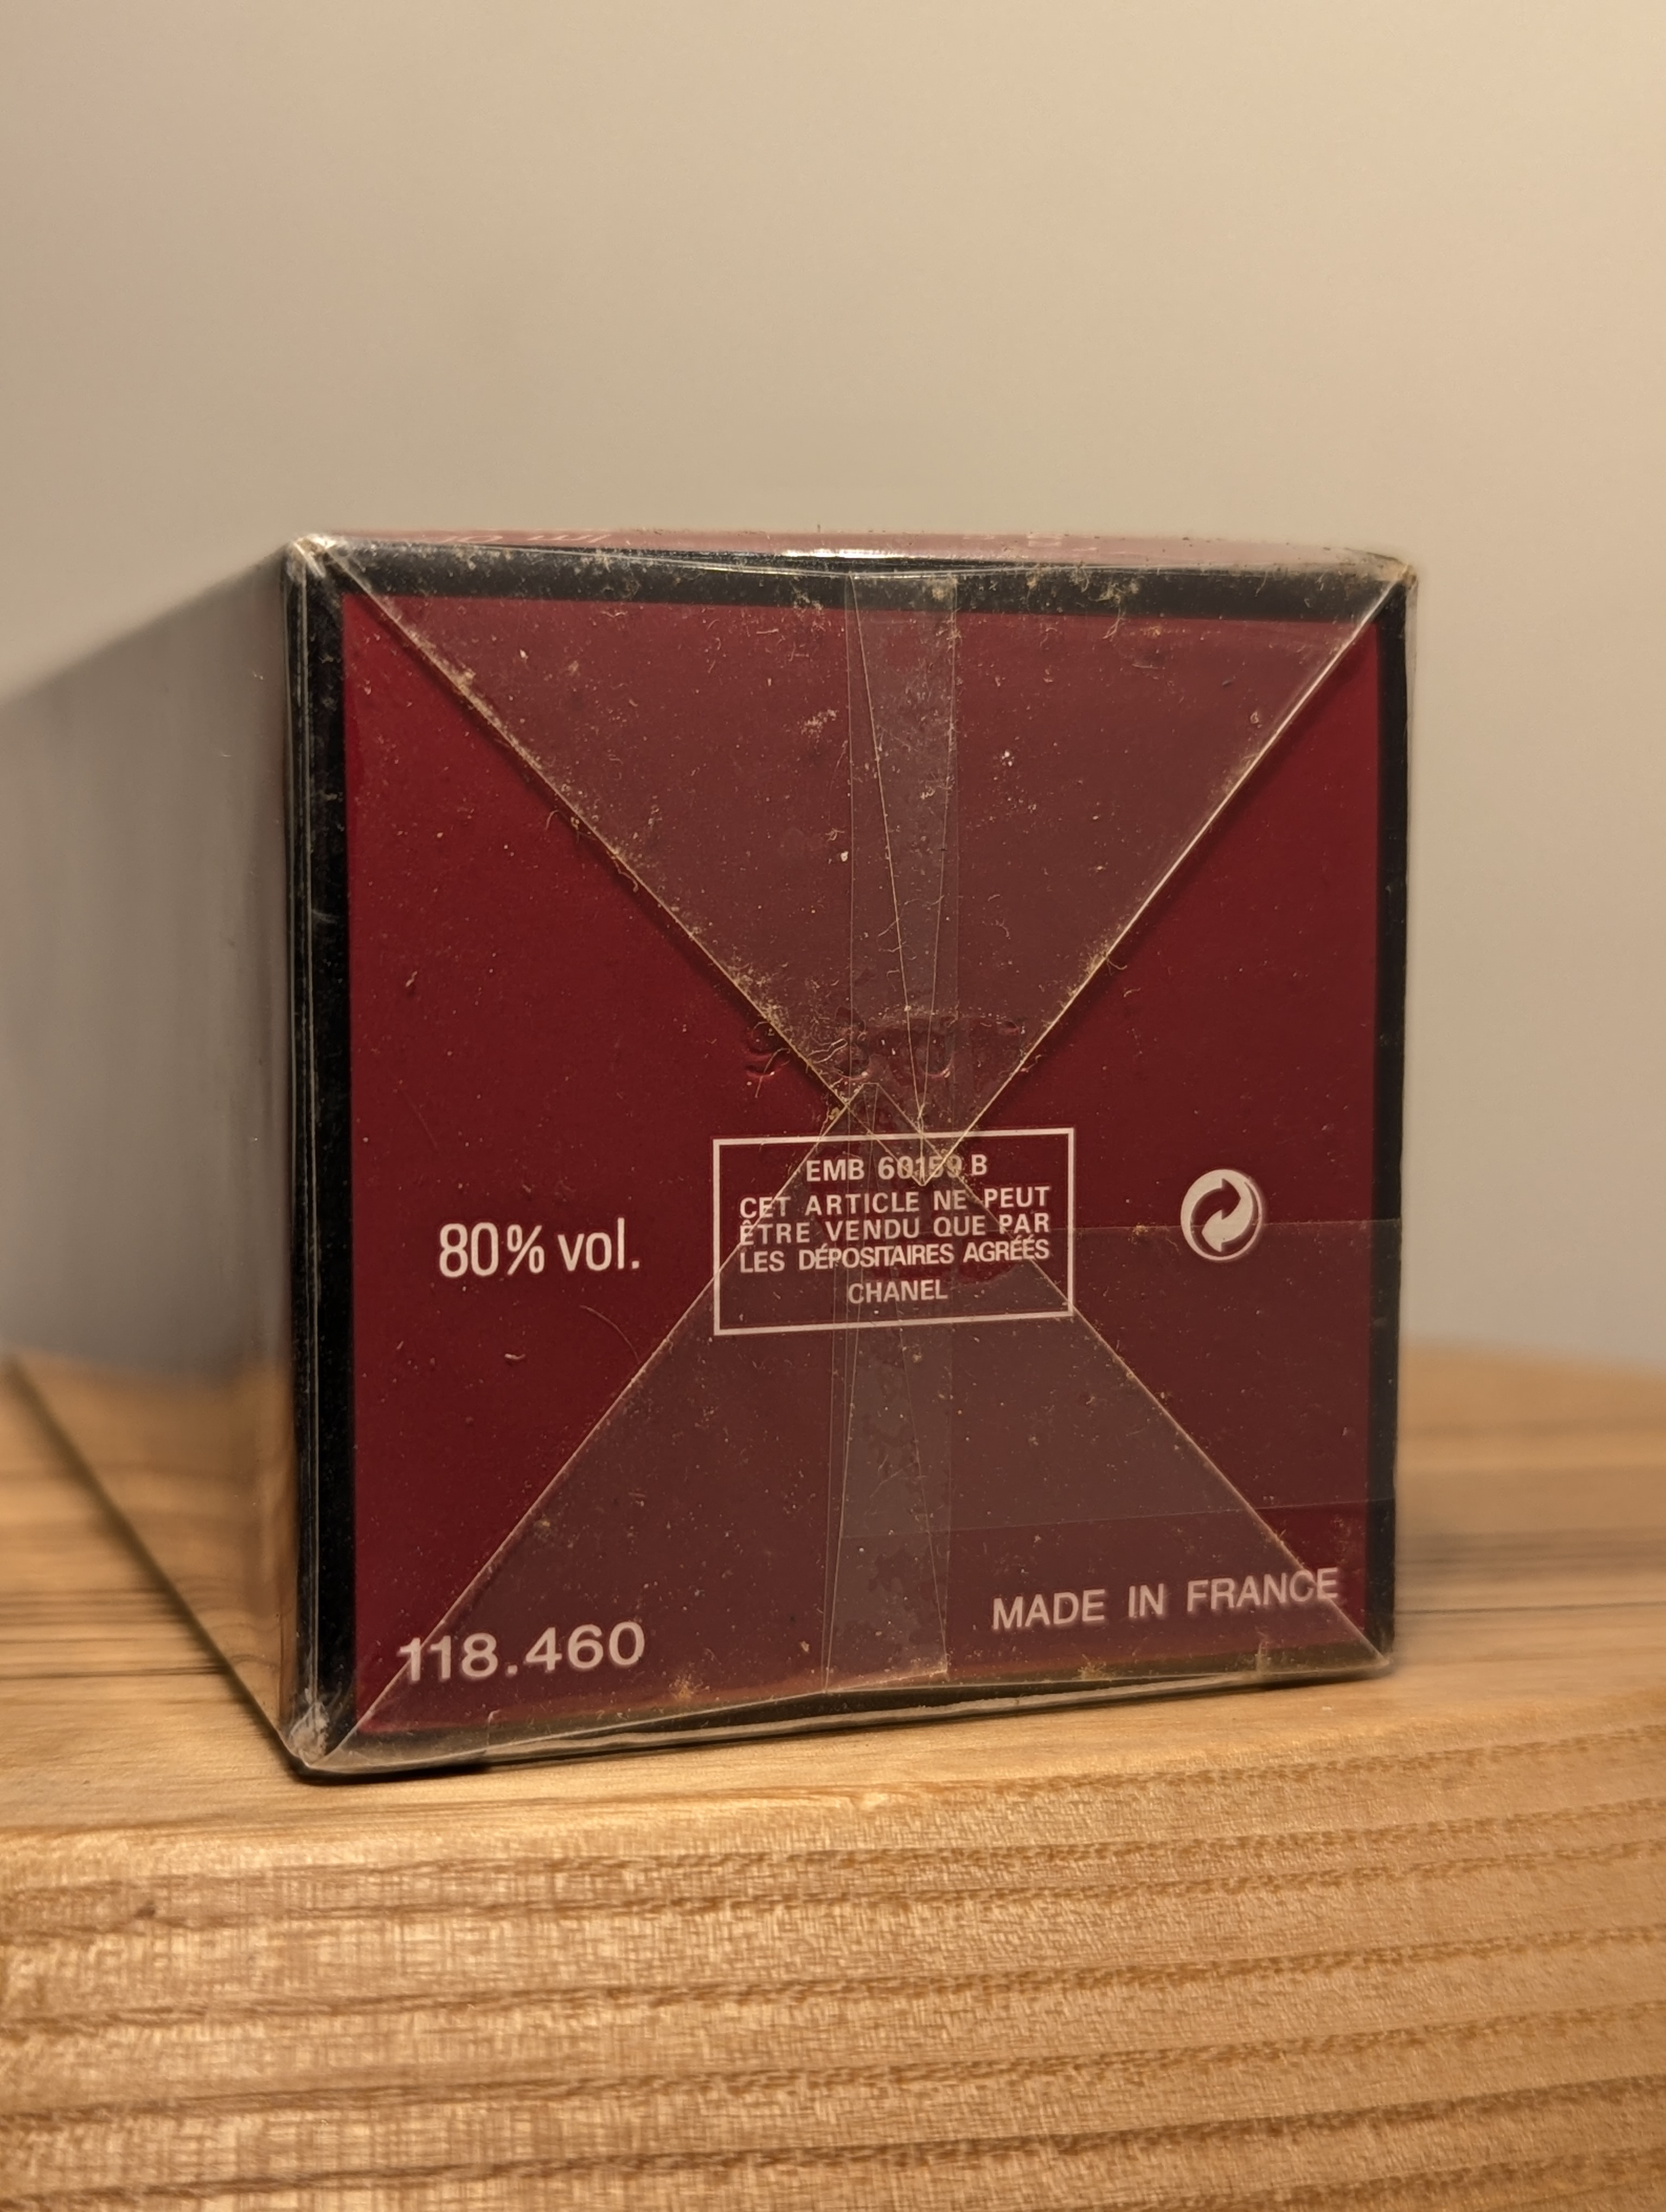 EMB 60159 B
CET ARTICLE NE PEUT
ÊTRE VENDU QUE PAR
LES DÉPOSITAIRES AGRÉÉS
CHANEL
80% vol.
118.460
MADE IN FRANCE